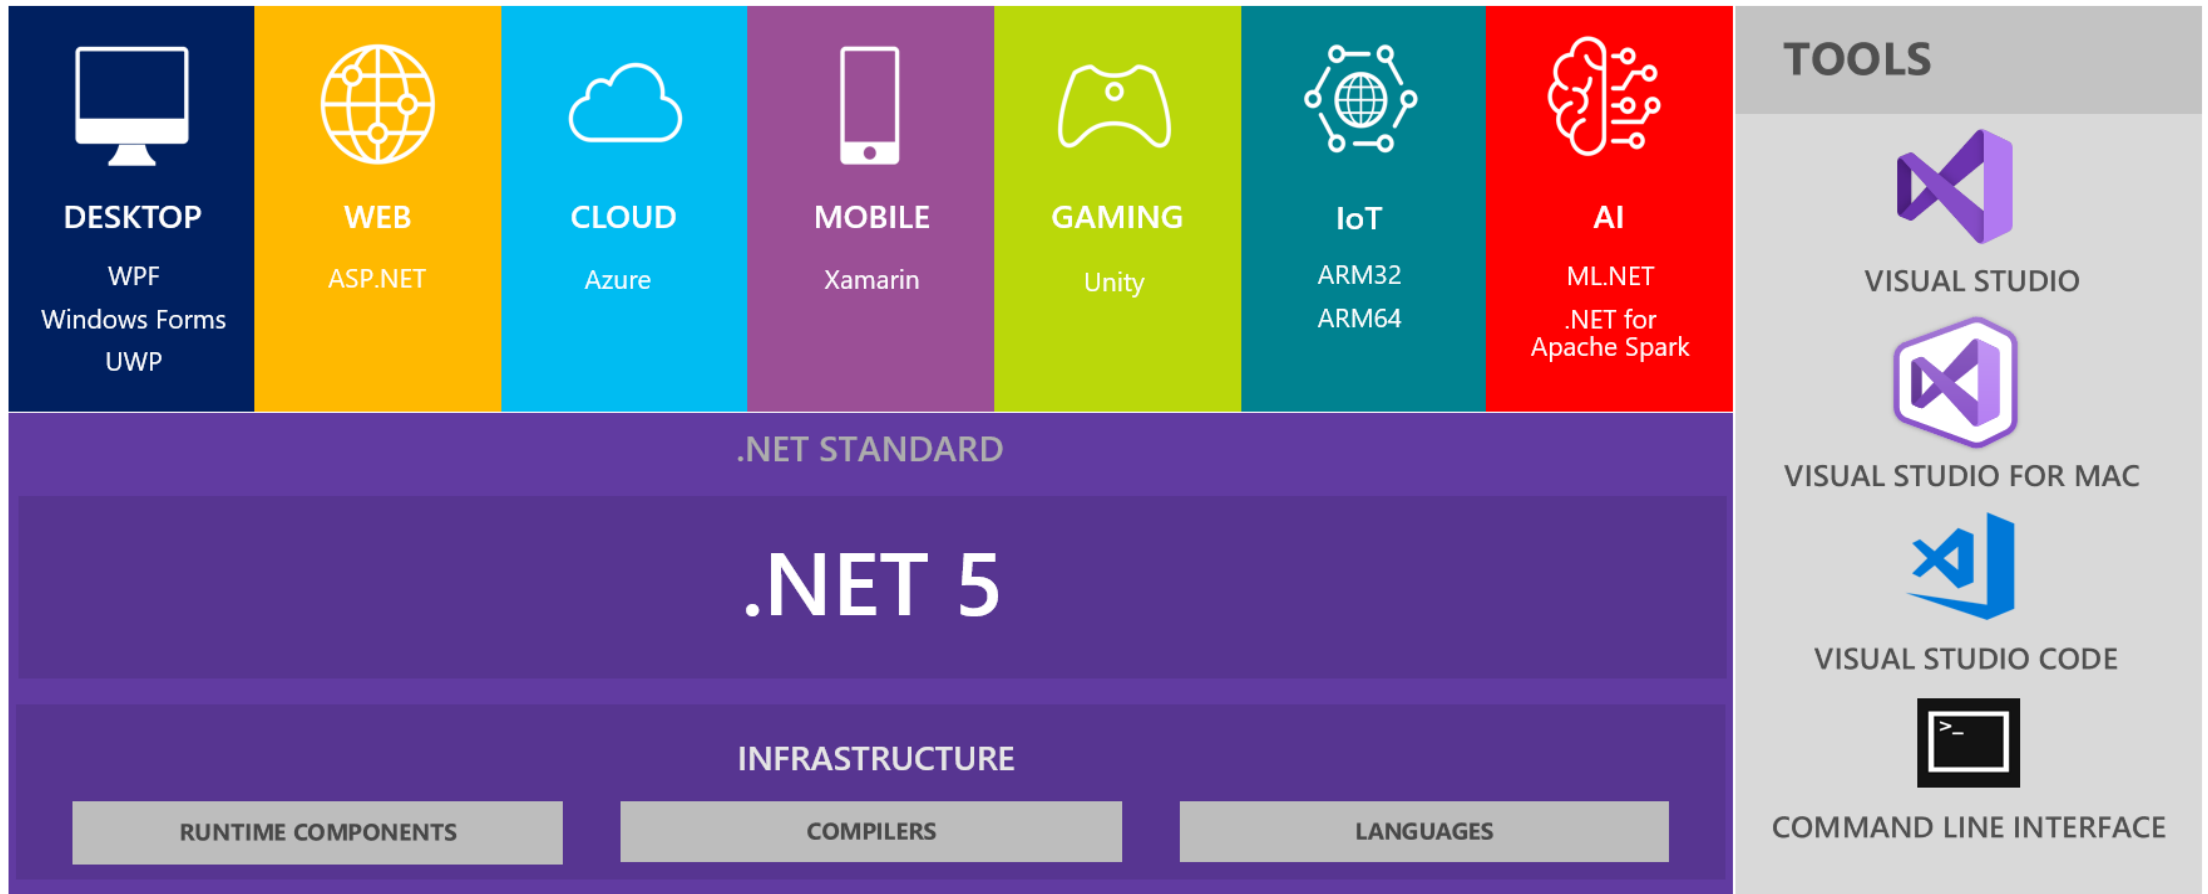 DESKTOP
WPF
Windows Forms
UWP
WEB
ASP.NET
CLOUD
Azure
MOBILE
Xamarin
GAMING
Unity
IoT
ARM32
ARM64
AI
ML.NET
.NET for
Apache Spark
.NET STANDARD
.NET 5
INFRASTRUCTURE
RUNTIME COMPONENTS
COMPILERS
LANGUAGES
TOOLS
VISUAL STUDIO
VISUAL STUDIO FOR MAC
VISUAL STUDIO CODE
>_
COMMAND LINE INTERFACE